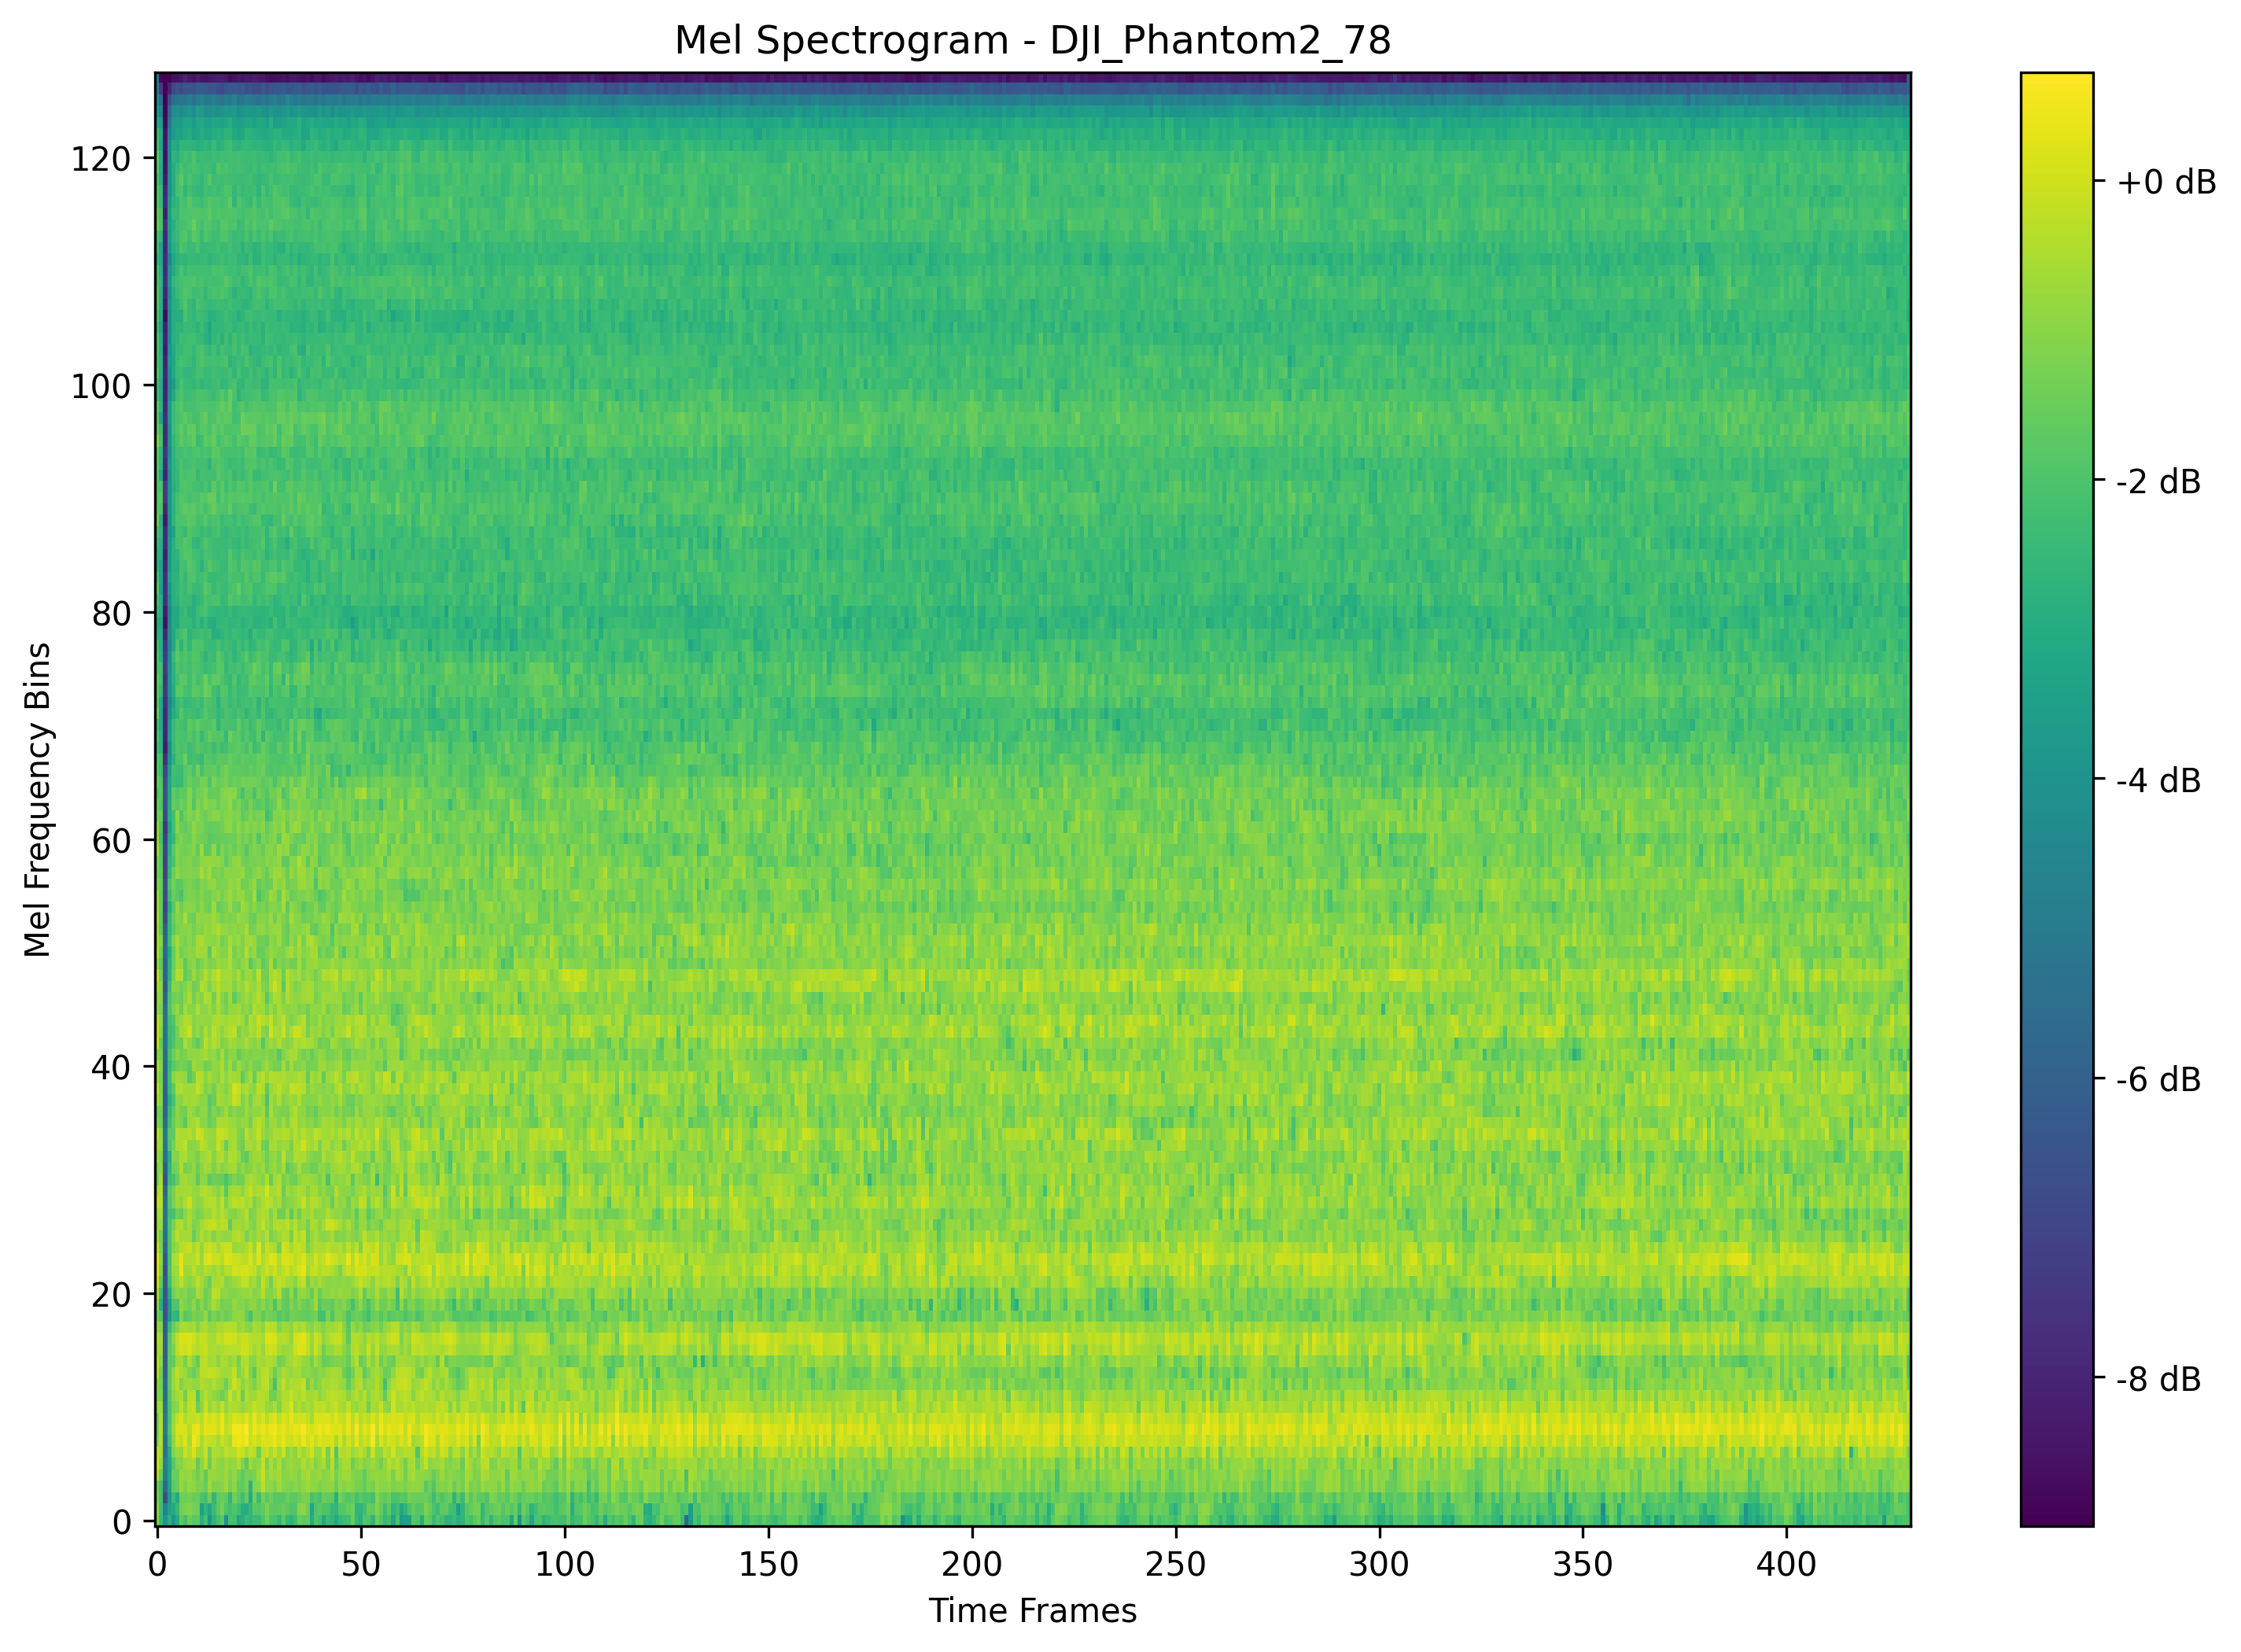 Mel Spectrogram - DJI_Phantom2_78
120
100
80
60
40
20
0
Mel Frequency Bins
0 50 100 150 200 250 300 350 400
Time Frames
+0 dB
-2 dB
-4 dB
-6 dB
-8 dB